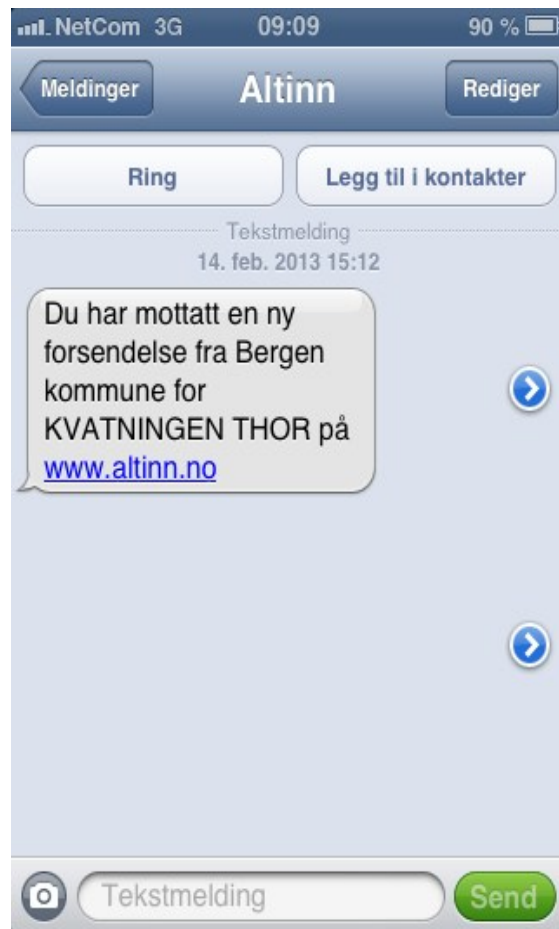 NetCom 3G 09:09 90 %
Meldinger Altinn Rediger
Ring Legg til i kontakter
Tekstmelding
14. feb. 2013 15:12
Du har mottatt en ny
forsendelse fra Bergen
kommune for
KVATNINGEN THOR på
www.altinn.no
Tekstmelding Send